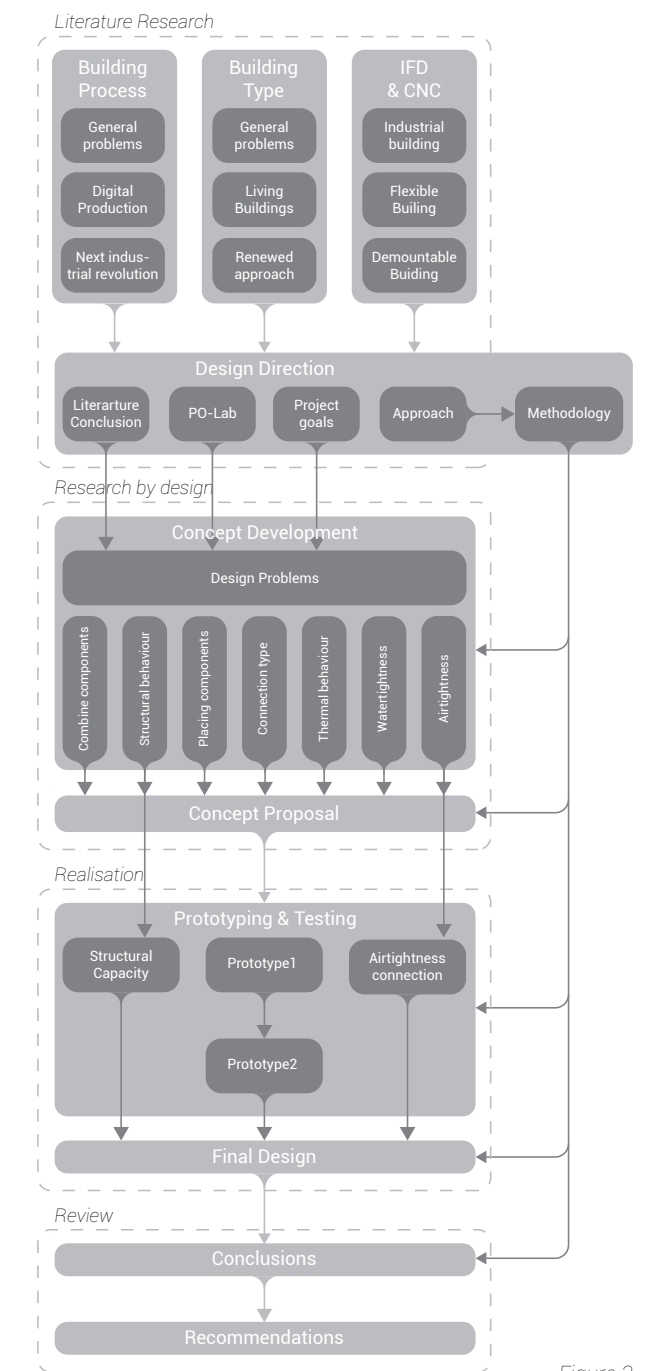 Literature Research
Building
Process
General
problems
Digital
Production
Next indus-
trial revolution
Building
Type
General
problems
Living
Buildings
Renewed
approach
IFD
& CNC
Industrial
building
Flexible
Builing
Demountable
Buiding
Design Direction
Literarture
Conclusion
PO-Lab
Project
goals
Approach
Methodology
Research by design
Concept Development
Design Problems
Combine components
Structural behaviour
Placing components
Connection type
Thermal behaviour
Watertightness
Airtightness
Concept Proposal
Realisation
Prototyping & Testing
Structural
Capacity
Prototype1
Airtightness
connection
Prototype2
Final Design
Review
Conclusions
Recommendations